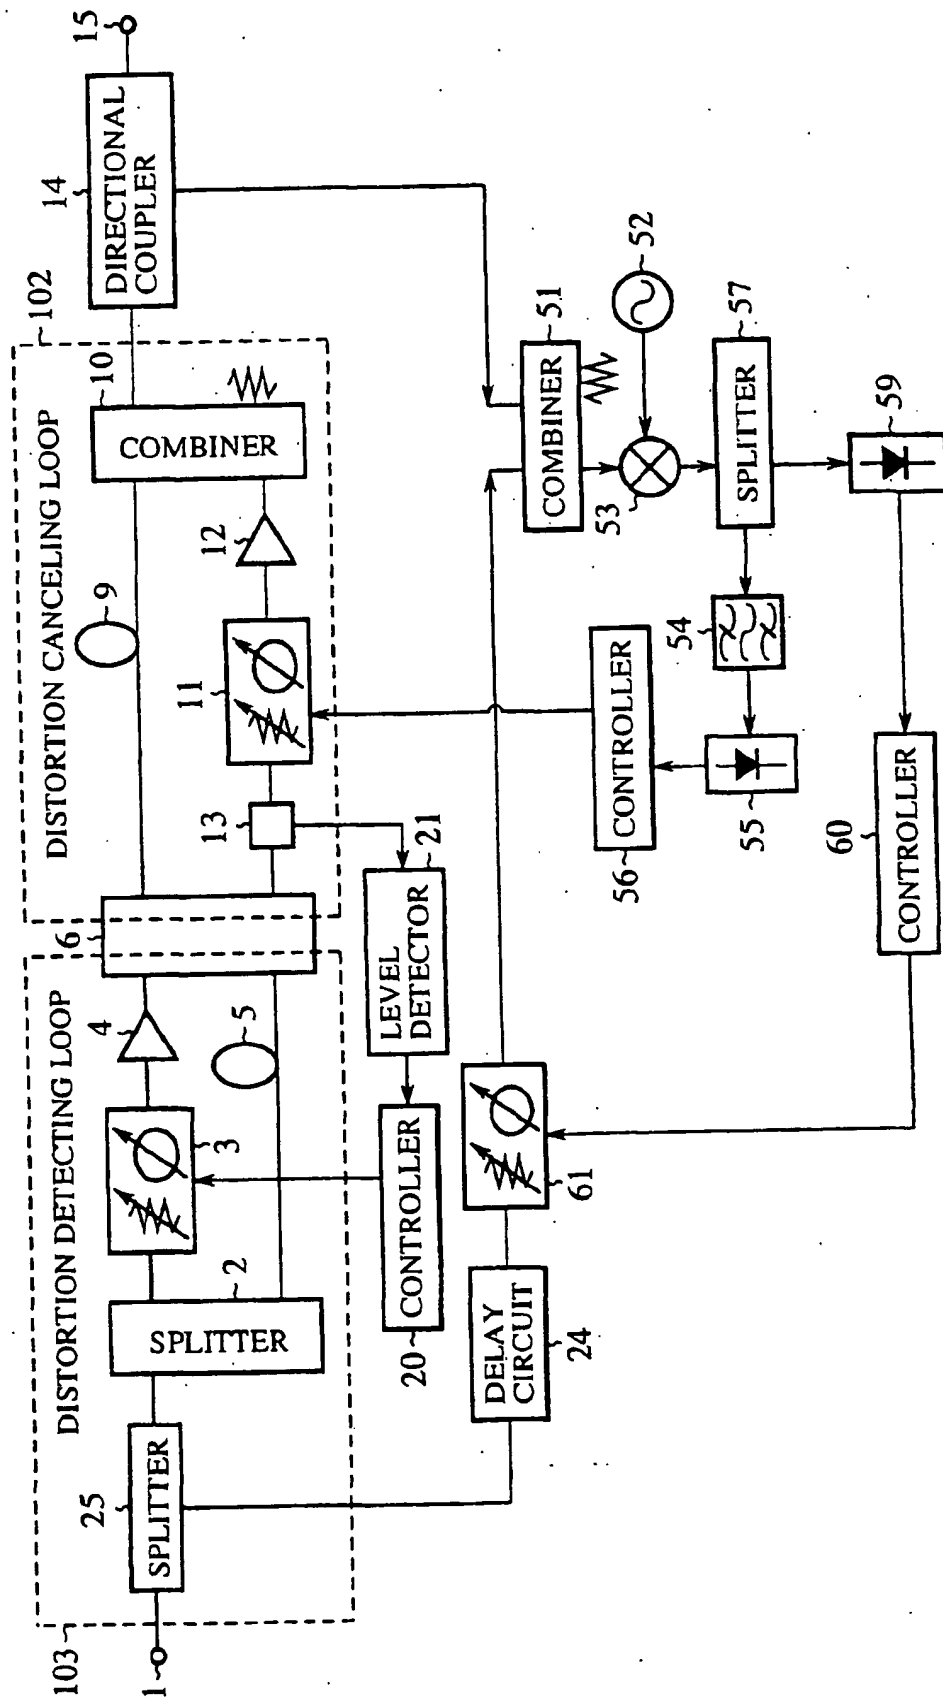 103
1
25
SPLITTER
DISTORTION DETECTING LOOP
SPLITTER
2
3
4
5
6
DISTORTION CANCELING LOOP
102
9
13
11
12
10
COMBINER
14
DIRECTIONAL
COUPLER
15
20
CONTROLLER
LEVEL
DETECTOR
21
DELAY
CIRCUIT
24
61
COMBINER
51
52
53
SPLITTER
57
54
55
56
CONTROLLER
59
60
CONTROLLER